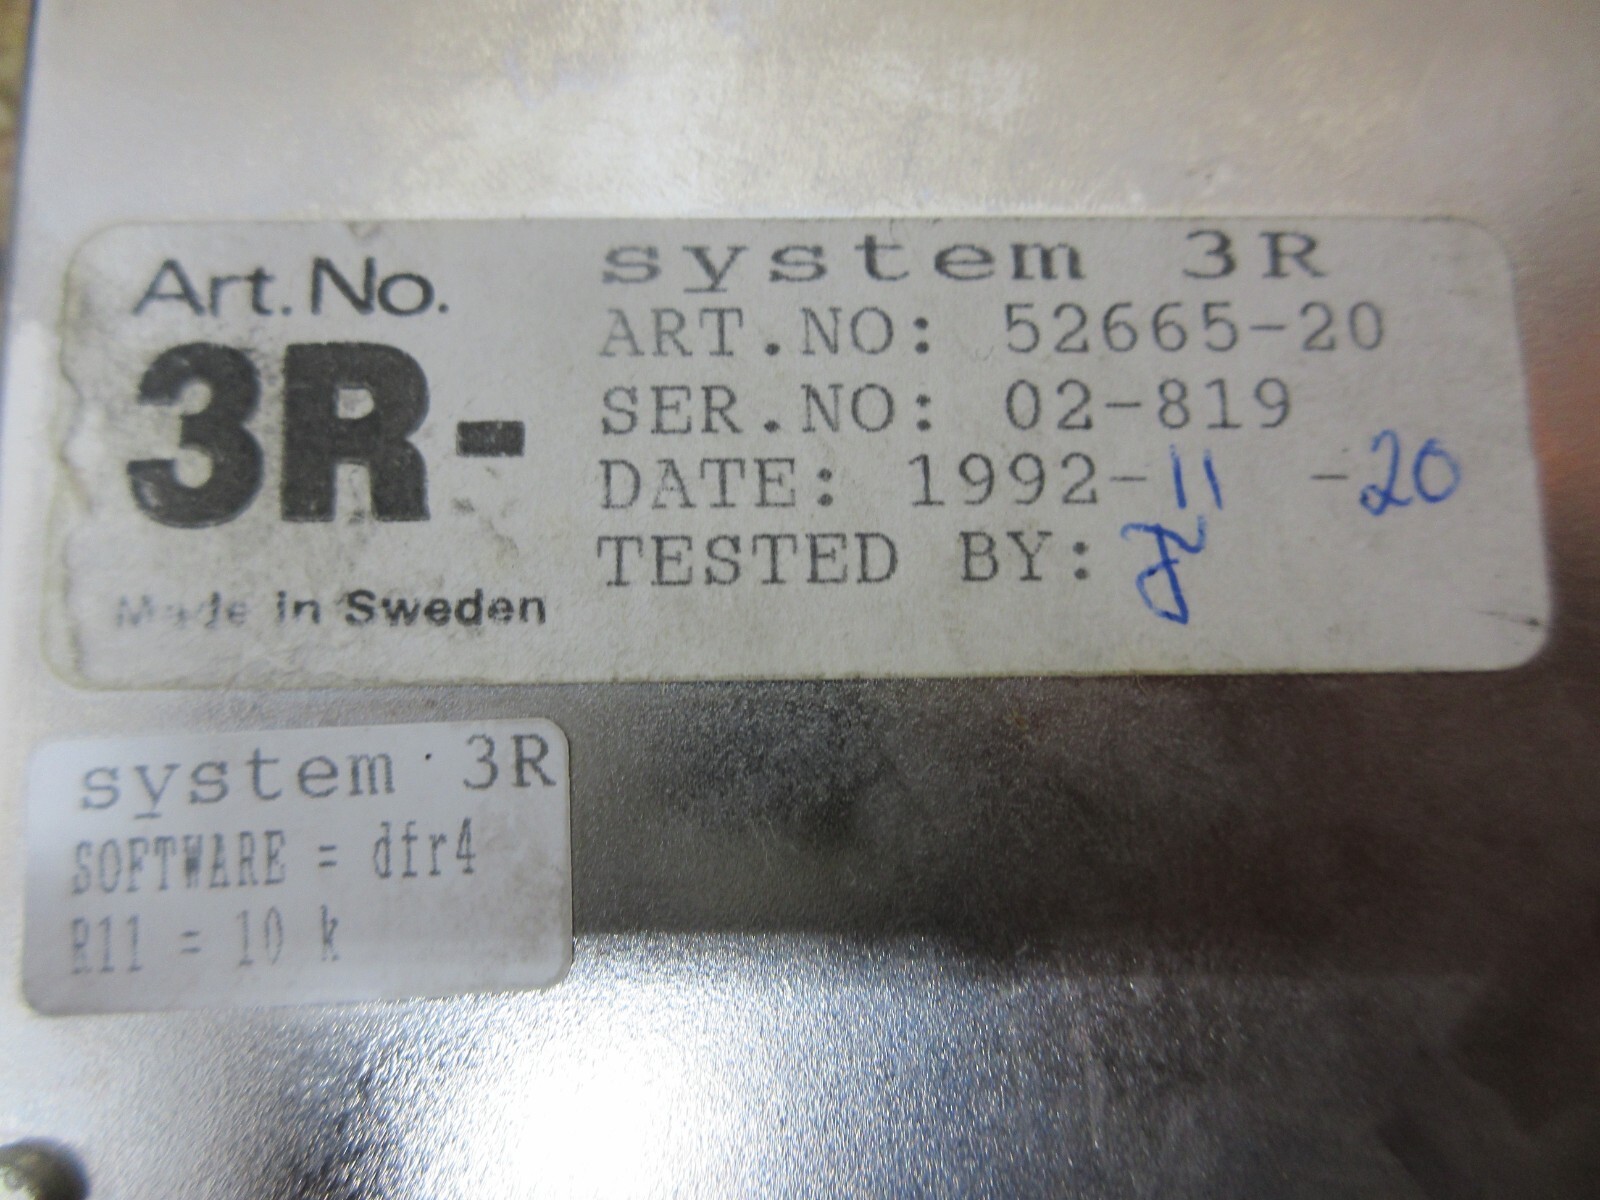 Art.No.
3R-
Made in Sweden
system 3R
ART.NO: 52665-20
SER.NO: 02-819
DATE: 1992-11 -20
TESTED BY:
system 3R
SOFTWARE = dfr4
R11 = 10 k